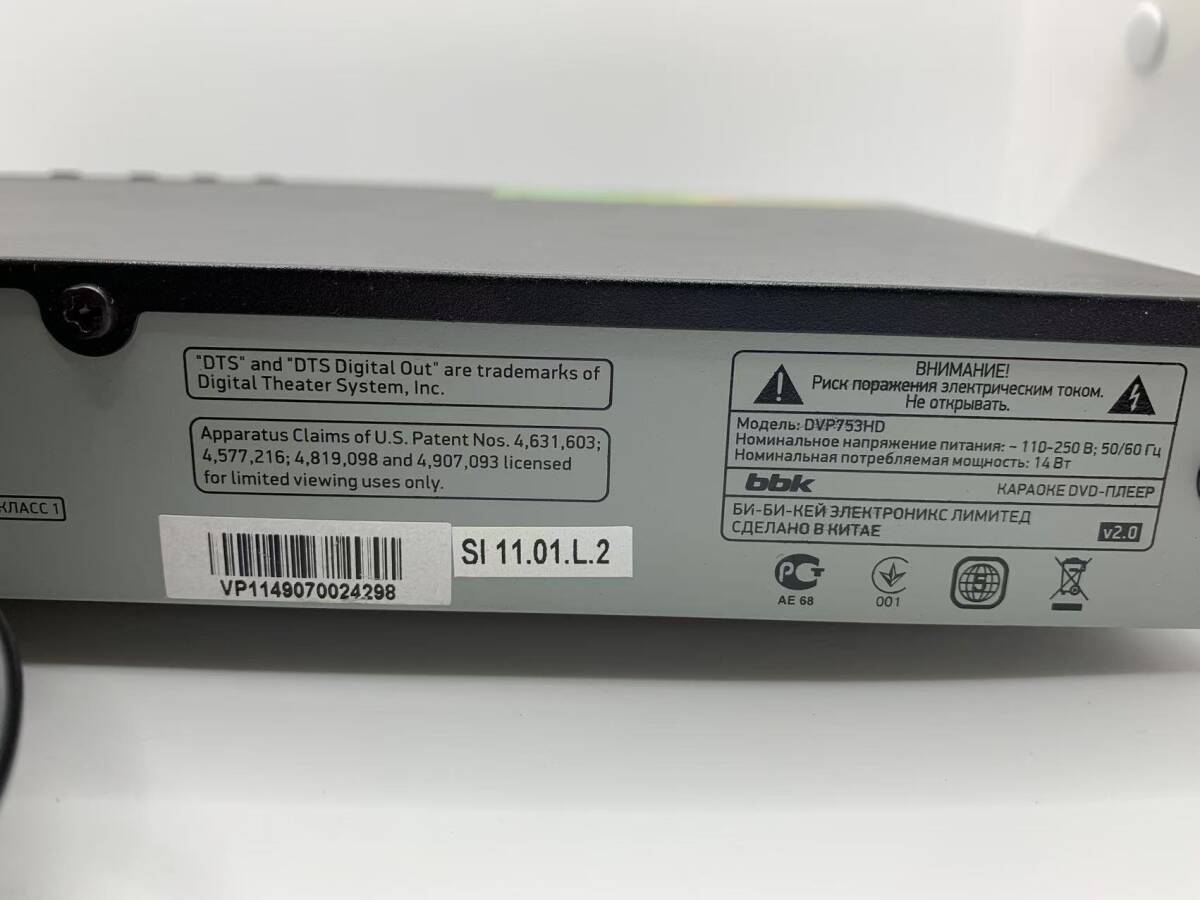 "DTS" and "DTS Digital Out" are trademarks of
Digital Theater System, Inc.
Apparatus Claims of U.S. Patent Nos. 4,631,603;
4,577,216; 4,819,098 and 4,907,093 licensed
for limited viewing uses only.
КЛАСС 1
VP1149070024298
SI 11.01.L.2
ВНИМАНИЕ!
Риск поражения электрическим током.
Не открывать.
Модель: DVP753HD
Номинальное напряжение питания: ~ 110-250 В; 50/60 Гц
Номинальная потребляемая мощность: 14 Вт
bbk
КАРАОКЕ DVD-ПЛЕЕР
БИ-БИ-КЕЙ ЭЛЕКТРОНИКС ЛИМИТЕД
СДЕЛАНО В КИТАЕ
v2.0
АЕ 68
001
S